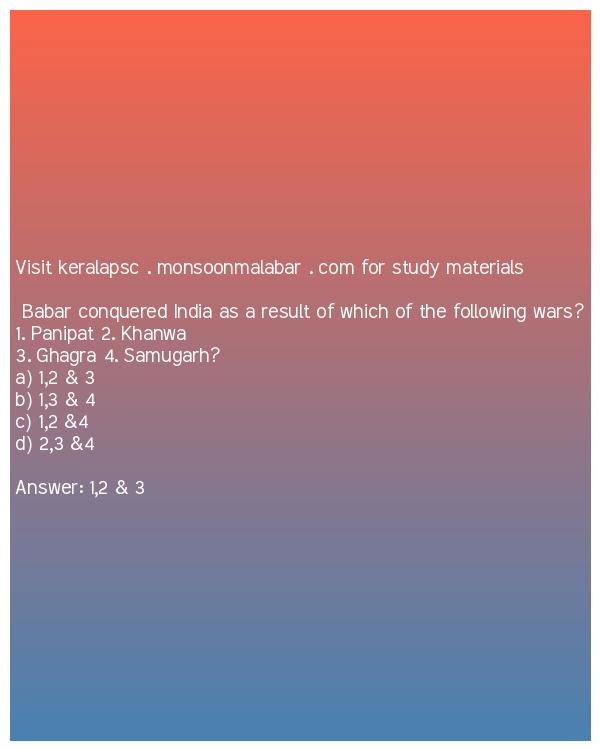 Visit keralapsc . monsoonmalabar . com for study materials
Babar conquered India as a result of which of the following wars?
1. Panipat 2. Khanwa
3. Ghagra 4. Samugarh?
a) 1,2 & 3
b) 1,3 & 4
c) 1,2 &4
d) 2,3 &4
Answer: 1,2 & 3